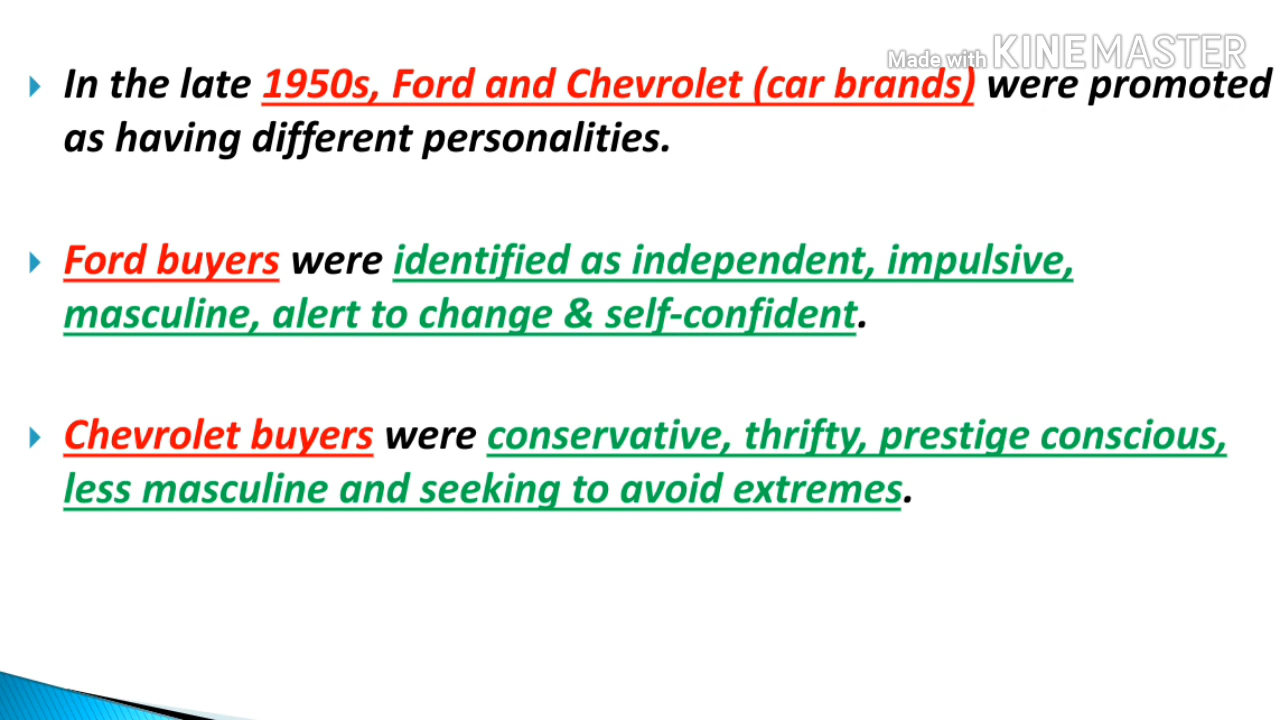 Made with KINEMASTER
In the late 1950s, Ford and Chevrolet (car brands) were promoted
as having different personalities.
Ford buyers were identified as independent, impulsive,
masculine, alert to change & self-confident.
Chevrolet buyers were conservative, thrifty, prestige conscious,
less masculine and seeking to avoid extremes.